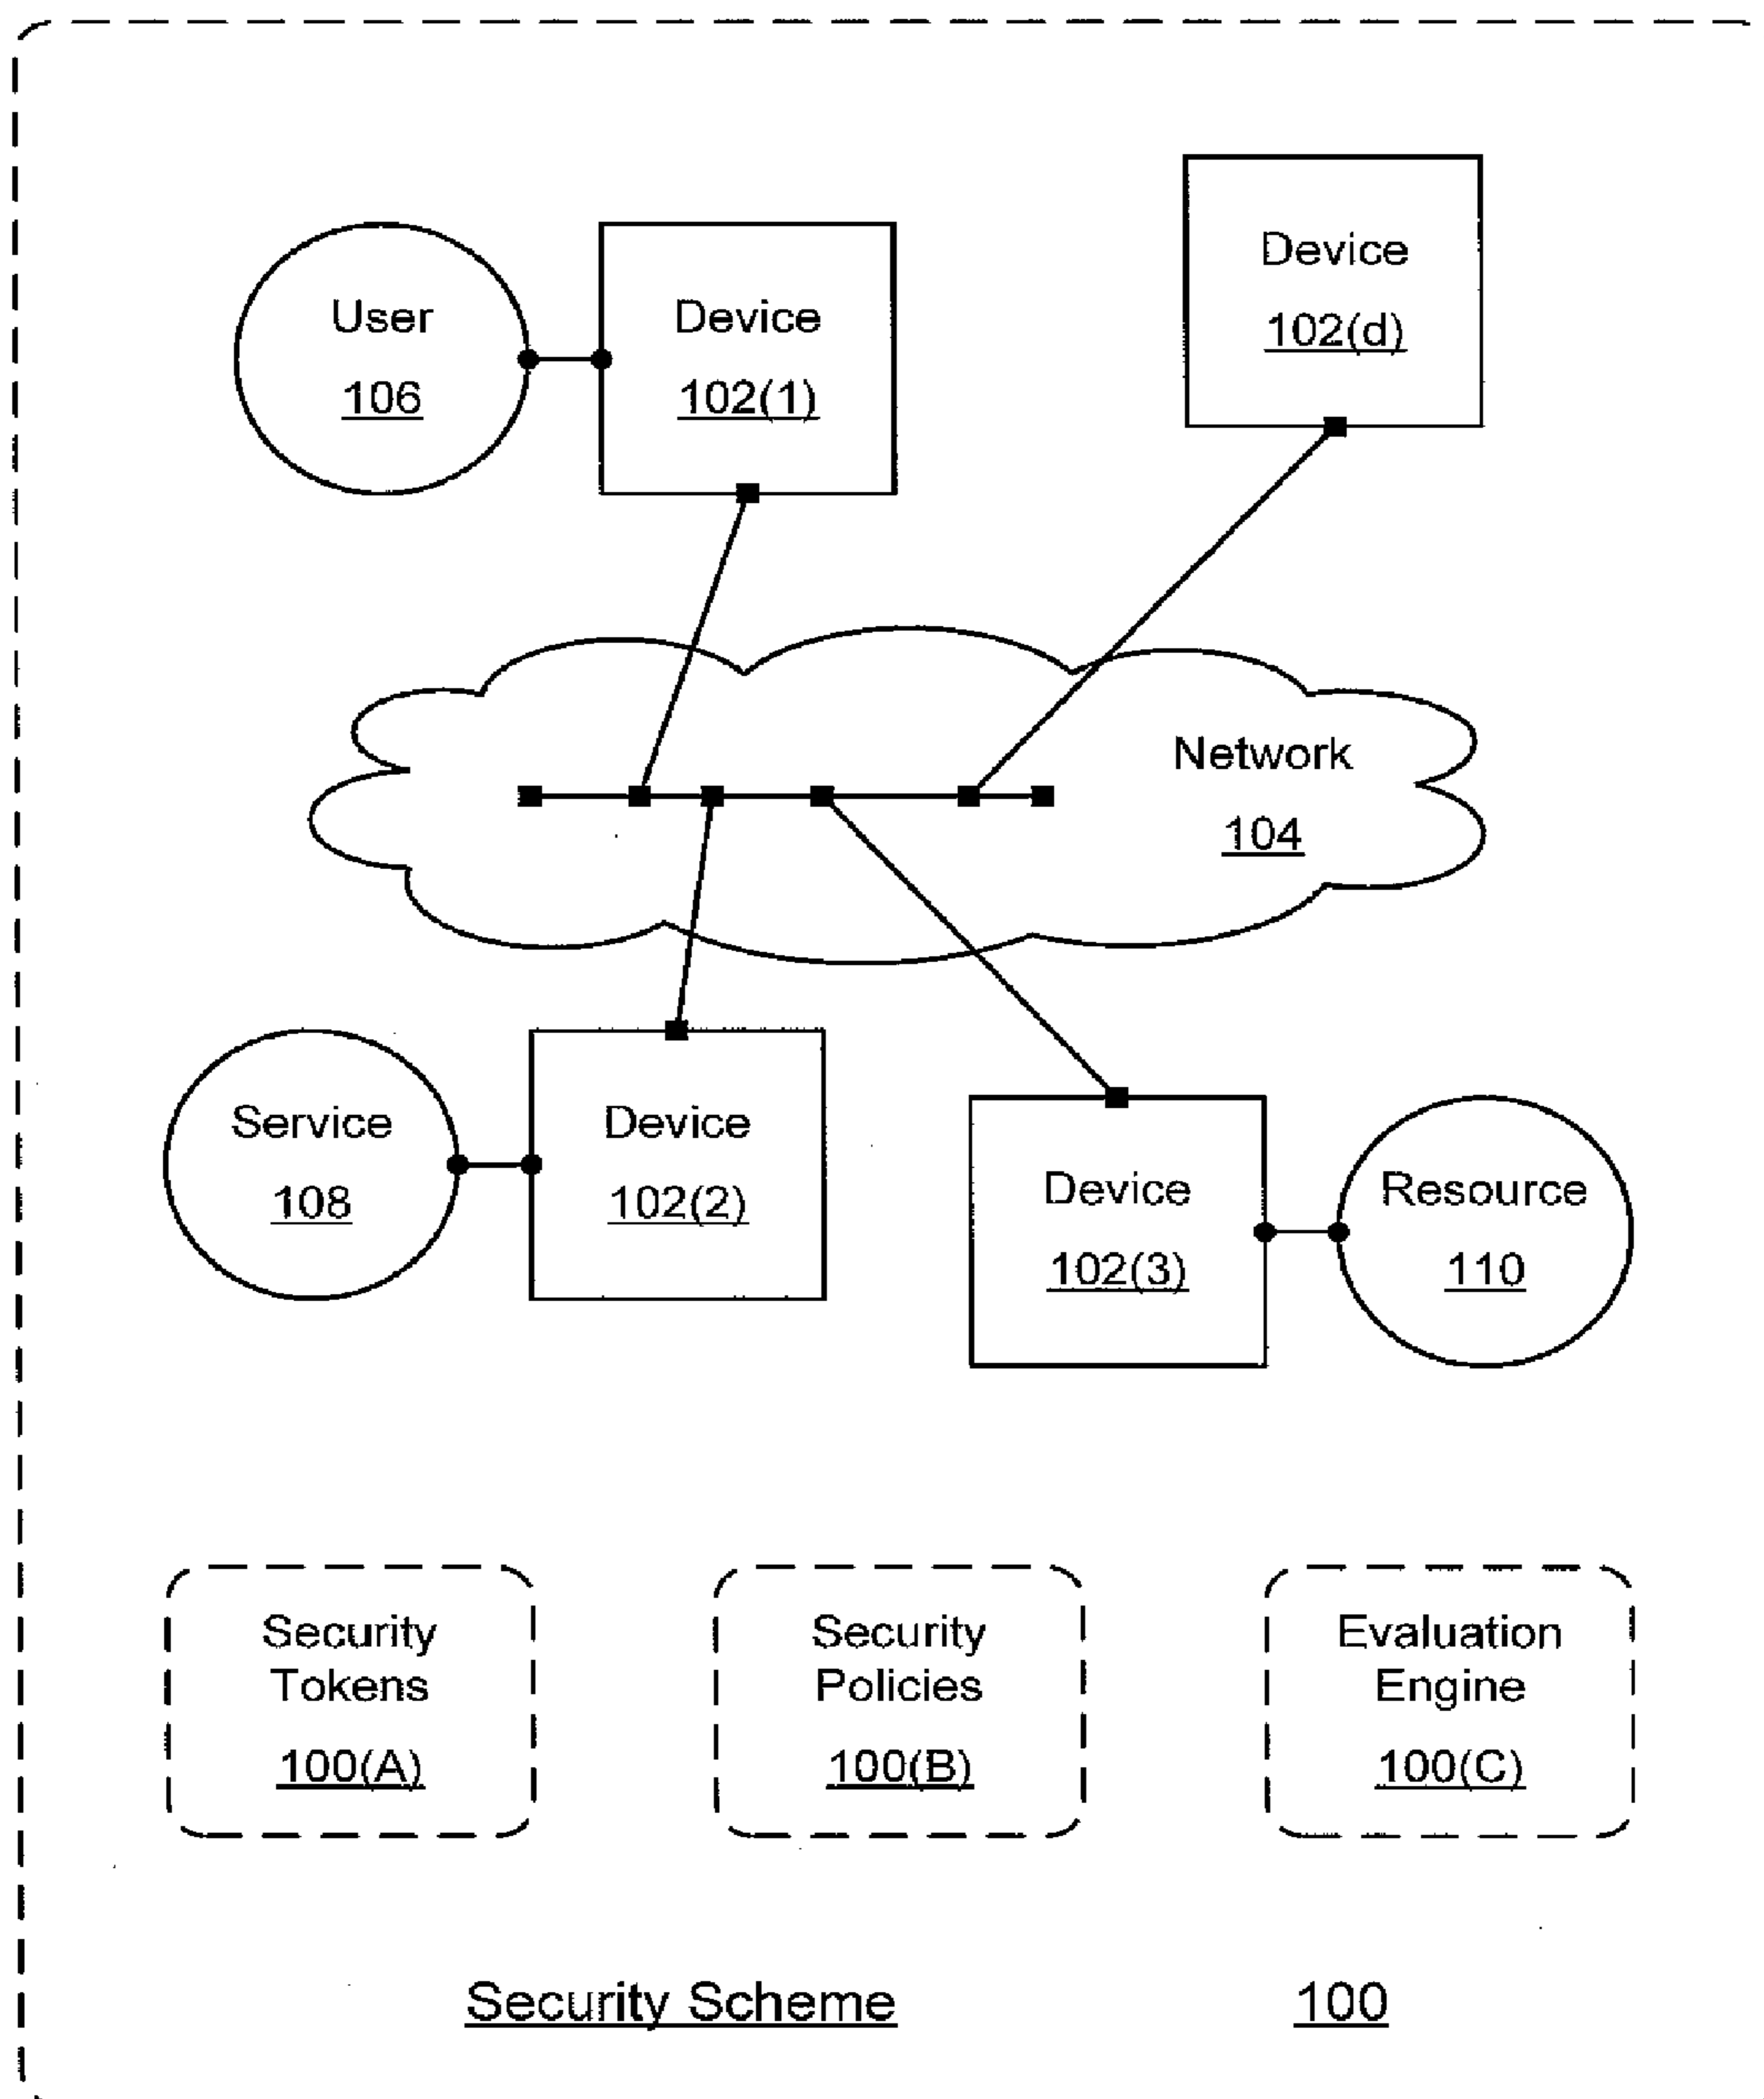 Device
102(d)
User
106
Device
102(1)
Network
104
Service
108
Device
102(2)
Device
102(3)
Resource
110
Security
Tokens
100(A)
Security
Policies
100(B)
Evaluation
Engine
100(C)
Security Scheme 100